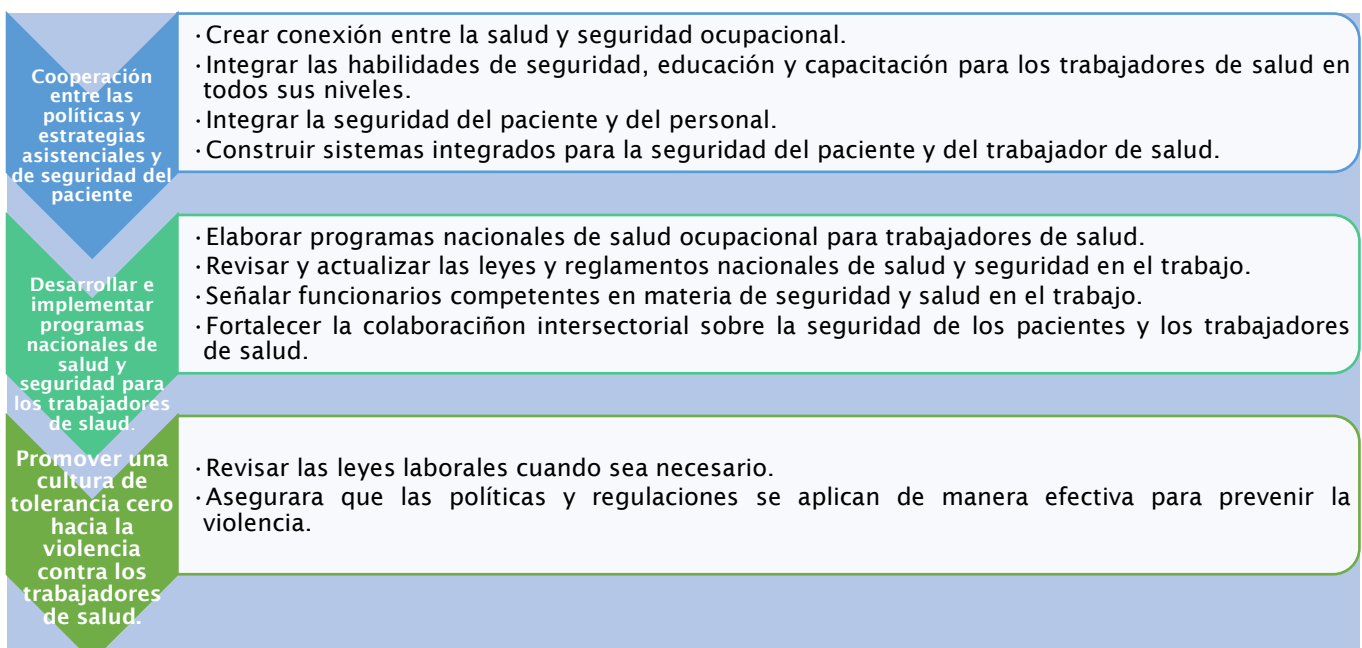 Cooperación
entre las
políticas y
estrategias
asistenciales y
de seguridad del
paciente
·Crear conexión entre la salud y seguridad ocupacional.
·Integrar las habilidades de seguridad, educación y capacitación para los trabajadores de salud en
todos sus niveles.
·Integrar la seguridad del paciente y del personal.
·Construir sistemas integrados para la seguridad del paciente y del trabajador de salud.
Desarrollar e
implementar
programas
nacionales de
salud y
seguridad para
los trabajadores
de slaud.
·Elaborar programas nacionales de salud ocupacional para trabajadores de salud.
·Revisar y actualizar las leyes y reglamentos nacionales de salud y seguridad en el trabajo.
·Señalar funcionarios competentes en materia de seguridad y salud en el trabajo.
·Fortalecer la colaboraciñon intersectorial sobre la seguridad de los pacientes y los trabajadores
de salud.
Promover una
cultura de
tolerancia cero
hacia la
violencia
contra los
trabajadores
de salud.
·Revisar las leyes laborales cuando sea necesario.
·Asegurara que las políticas y regulaciones se aplican de manera efectiva para prevenir la
violencia.